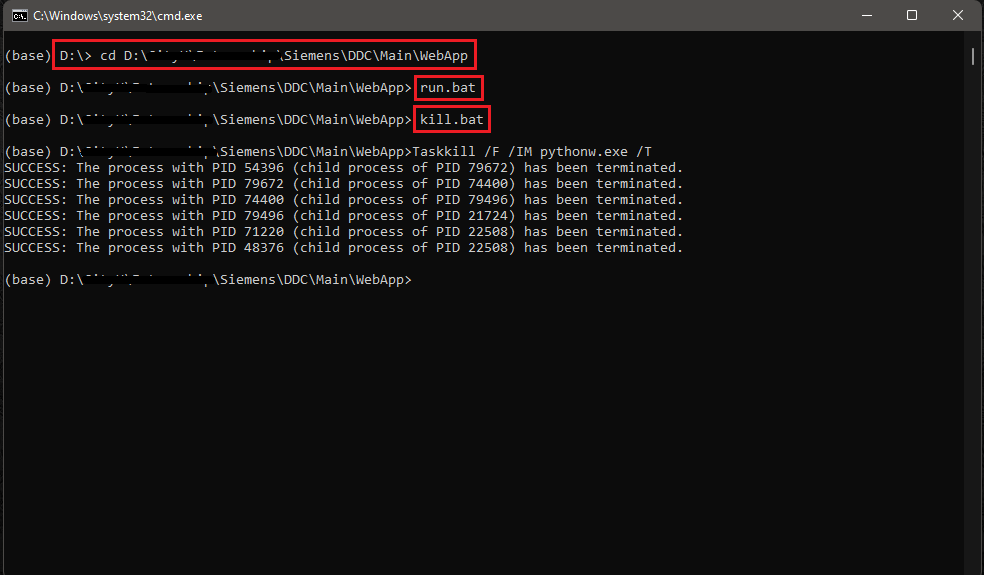 C:\Windows\system32\cmd.exe
(base) D:\> cd D:\ \Siemens\DDC\Main\WebApp
(base) D:\ \Siemens\DDC\Main\WebApp> run.bat
(base) D:\ \Siemens\DDC\Main\WebApp> kill.bat
(base) D:\ \Siemens\DDC\Main\WebApp>Taskkill /F /IM pythonw.exe /T
SUCCESS: The process with PID 54396 (child process of PID 79672) has been terminated.
SUCCESS: The process with PID 79672 (child process of PID 74400) has been terminated.
SUCCESS: The process with PID 74400 (child process of PID 79496) has been terminated.
SUCCESS: The process with PID 79496 (child process of PID 21724) has been terminated.
SUCCESS: The process with PID 71220 (child process of PID 22508) has been terminated.
SUCCESS: The process with PID 48376 (child process of PID 22508) has been terminated.
(base) D:\ \Siemens\DDC\Main\WebApp>